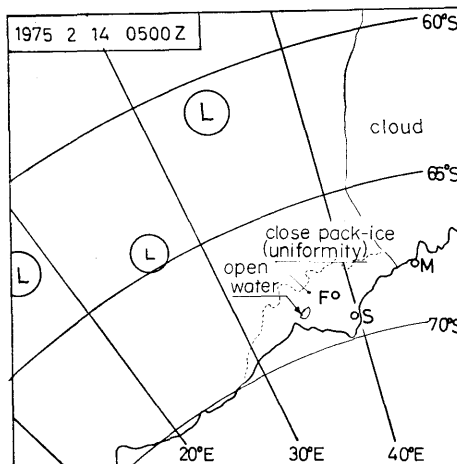 1975 2 14 0500Z
60°S
L
cloud
65°S
L
close pack-ice
(uniformity)
L
open
water
M
F
S
70°S
20°E
30°E
40°E